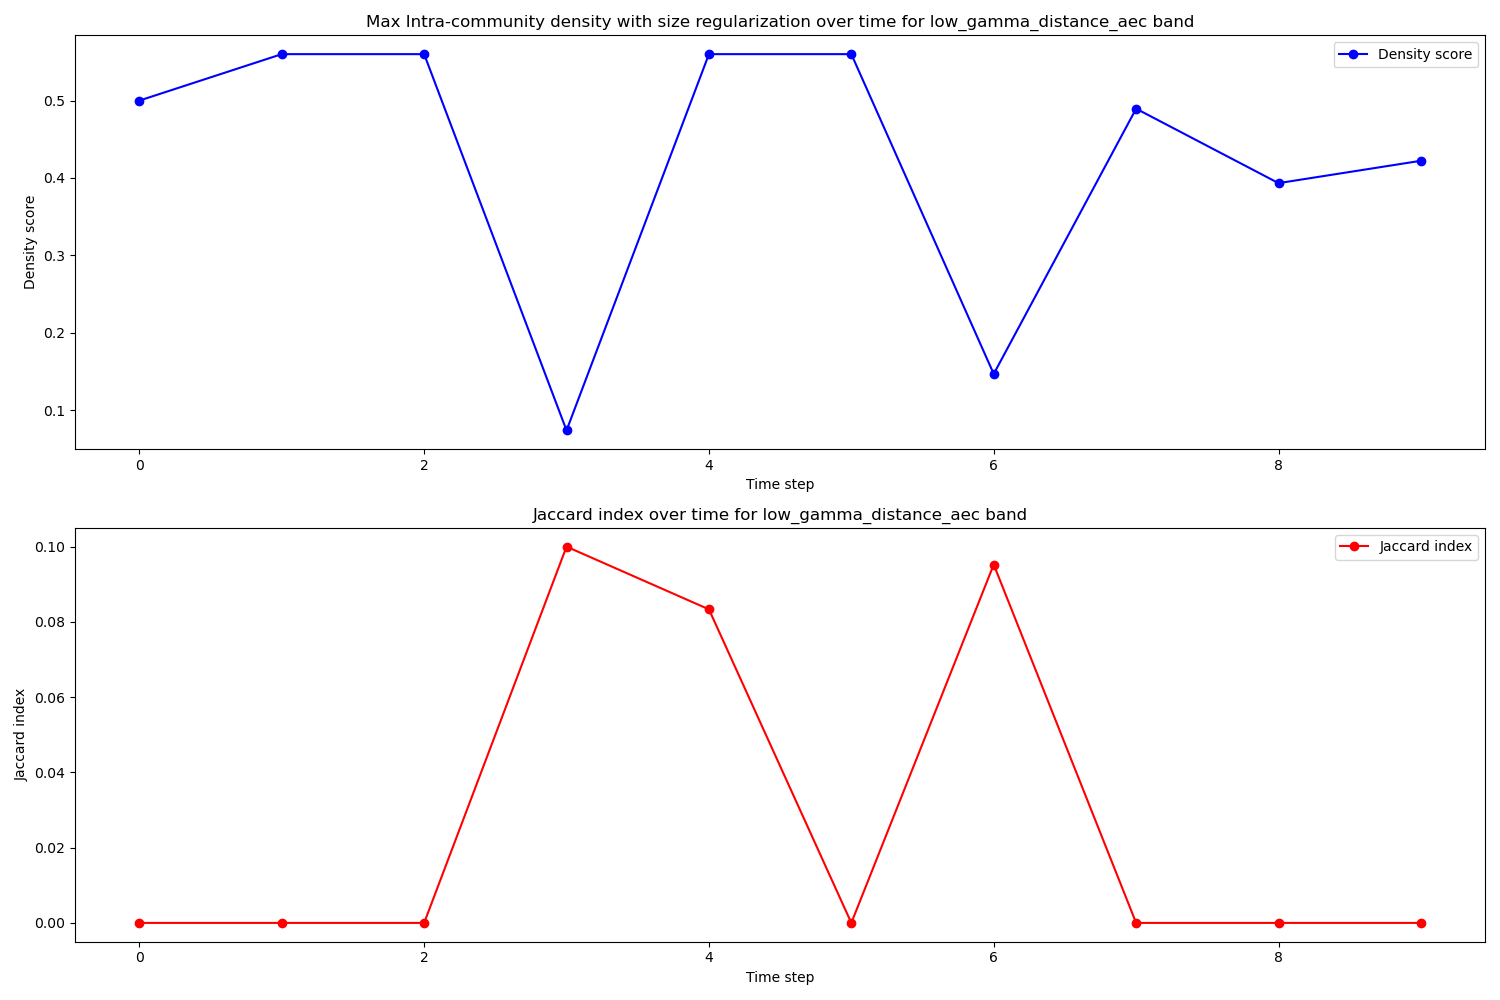 Max Intra-community density with size regularization over time for low_gamma_distance_aec band
Density score
0.5
0.4
0.3
0.2
0.1
Density score
0 2 4 6 8
Time step
Jaccard index over time for low_gamma_distance_aec band
Jaccard index
0.10
0.08
0.06
0.04
0.02
0.00
Jaccard index
0 2 4 6 8
Time step